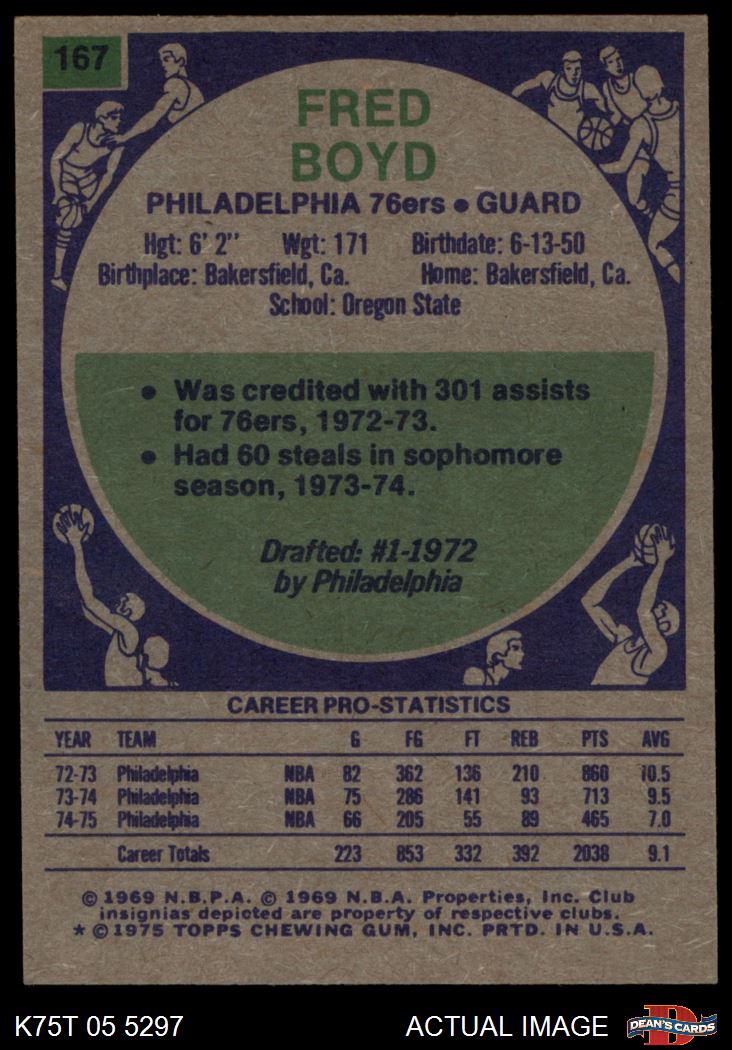 167
FRED
BOYD
PHILADELPHIA 76ers • GUARD
Hgt: 6' 2" Wgt: 171 Birthdate: 6-13-50
Birthplace: Bakersfield, Ca. Home: Bakersfield, Ca.
School: Oregon State
• Was credited with 301 assists
for 76ers, 1972-73.
• Had 60 steals in sophomore
season, 1973-74.
Drafted: #1-1972
by Philadelphia
CAREER PRO-STATISTICS
YEAR TEAM G FG FT REB PTS AVG
72-73 Philadelphia NBA 82 362 136 210 860 10.5
73-74 Philadelphia NBA 75 286 141 93 713 9.5
74-75 Philadelphia NBA 66 205 55 89 465 7.0
Career Totals 223 853 332 392 2038 9.1
© 1969 N.B.P.A. © 1969 N.B.A. Properties, Inc. Club
insignias depicted are property of respective clubs.
* © 1975 TOPPS CHEWING GUM, INC. PRTD. IN U.S.A.
K75T 05 5297 ACTUAL IMAGE D DEAN'S CARDS